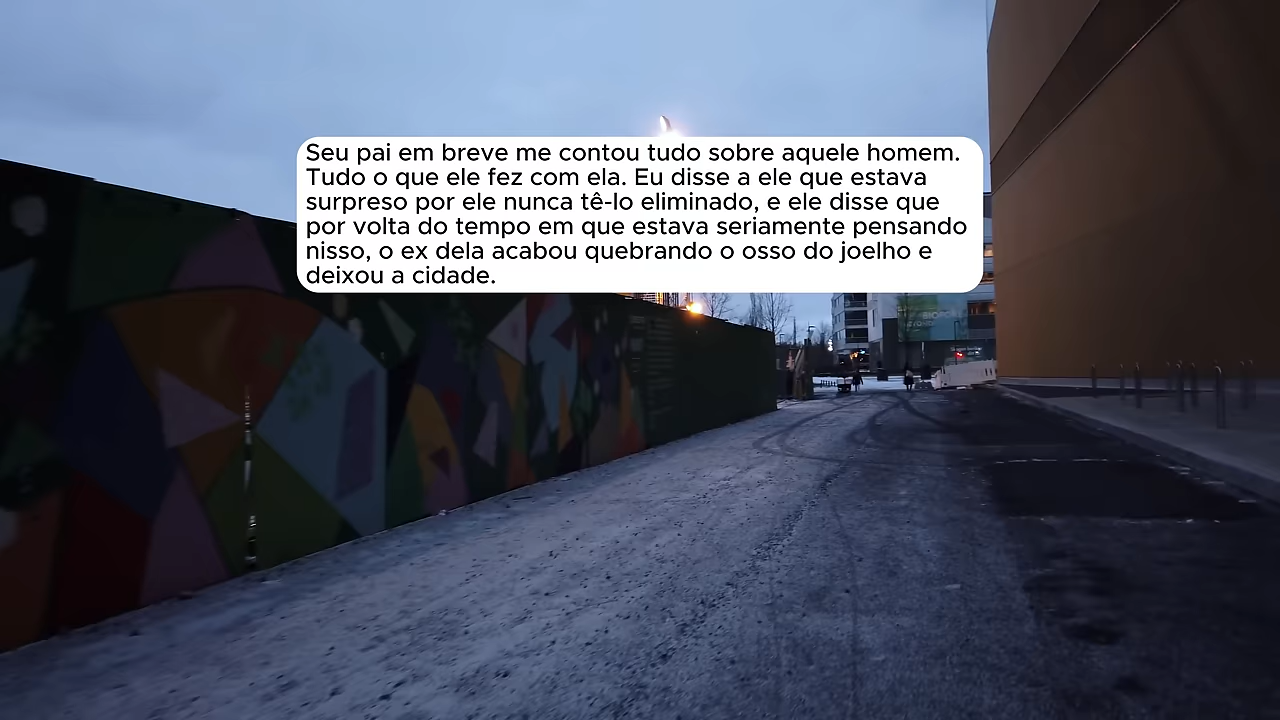 Seu pai em breve me contou tudo sobre aquele homem.
Tudo o que ele fez com ela. Eu disse a ele que estava
surpreso por ele nunca tê-lo eliminado, e ele disse que
por volta do tempo em que estava seriamente pensando
nisso, o ex dela acabou quebrando o osso do joelho e
deixou a cidade.